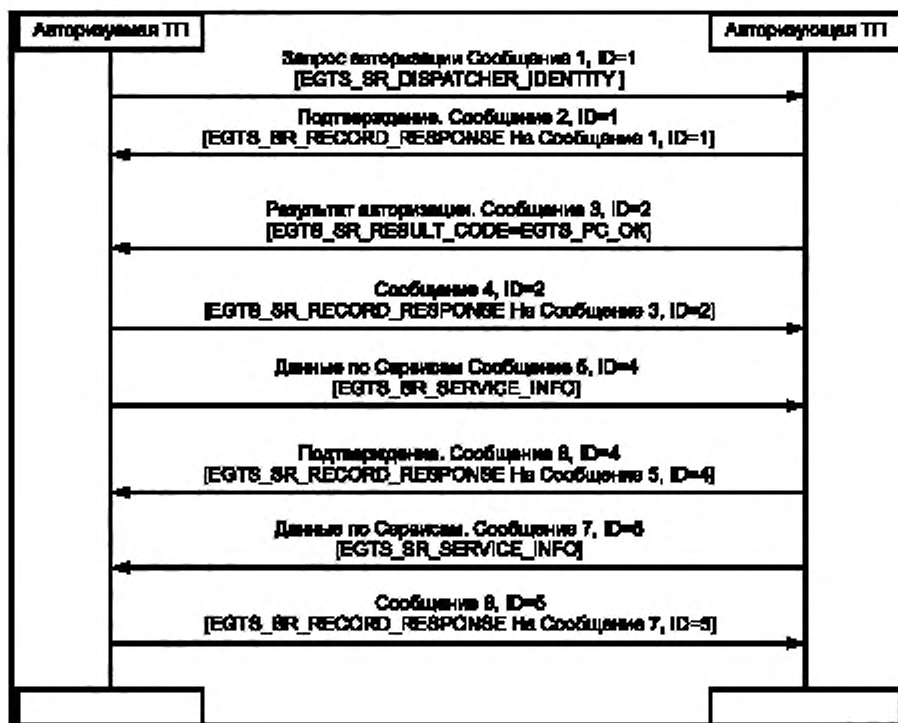 Авторизуемая ТП
Авторизующая ТП
Запрос авторизации Сообщение 1, ID=1
[EGTS_SR_DISPATCHER_IDENTITY]
Подтверждение. Сообщение 2, ID=1
[EGTS_SR_RECORD_RESPONSE На Сообщение 1, ID=1]
Результат авторизации. Сообщение 3, ID=2
[EGTS_SR_RESULT_CODE=EGTS_PC_OK]
Сообщение 4, ID=2
[EGTS_SR_RECORD_RESPONSE На Сообщение 3, ID=2]
Данные по Сервисам Сообщение 5, ID=4
[EGTS_SR_SERVICE_INFO]
Подтверждение. Сообщение 6, ID=4
[EGTS_SR_RECORD_RESPONSE На Сообщение 5, ID=4]
Данные по Сервисам. Сообщение 7, ID=5
[EGTS_SR_SERVICE_INFO]
Сообщение 8, ID=5
[EGTS_SR_RECORD_RESPONSE На Сообщение 7, ID=5]